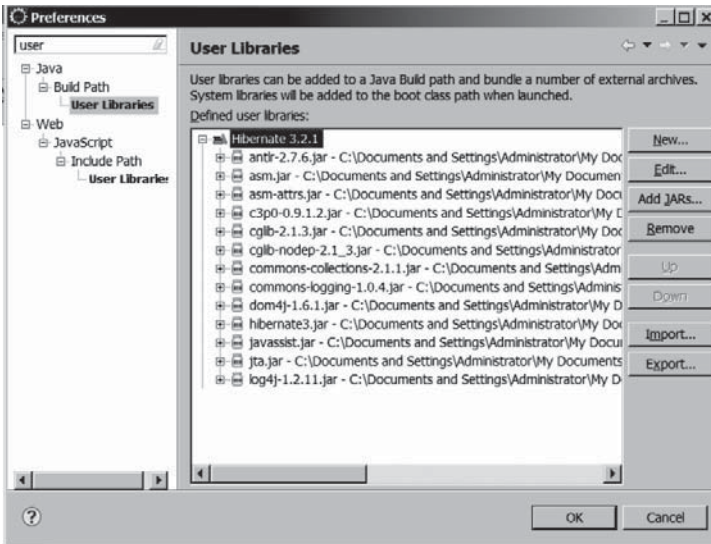 Preferences
user
Java
Build Path
User Libraries
Web
JavaScript
Include Path
User Libraries
User Libraries
User libraries can be added to a Java Build path and bundle a number of external archives.
System libraries will be added to the boot class path when launched.
Defined user libraries:
Hibernate 3.2.1
antlr-2.7.6.jar - C:\Documents and Settings\Administrator\My Doc
asm.jar - C:\Documents and Settings\Administrator\My Documen
asm-attrs.jar - C:\Documents and Settings\Administrator\My Docu
c3p0-0.9.1.2.jar - C:\Documents and Settings\Administrator\My D
cglib-2.1.3.jar - C:\Documents and Settings\Administrator\My Doc
cglib-nodep-2.1_3.jar - C:\Documents and Settings\Administrator
commons-collections-2.1.1.jar - C:\Documents and Settings\Adm
commons-logging-1.0.4.jar - C:\Documents and Settings\Adminis
dom4j-1.6.1.jar - C:\Documents and Settings\Administrator\My D
hibernate3.jar - C:\Documents and Settings\Administrator\My Doc
javassist.jar - C:\Documents and Settings\Administrator\My Docu
jta.jar - C:\Documents and Settings\Administrator\My Documents
log4j-1.2.11.jar - C:\Documents and Settings\Administrator\My D
New...
Edit...
Add JARs...
Remove
Up
Down
Import...
Export...
OK
Cancel